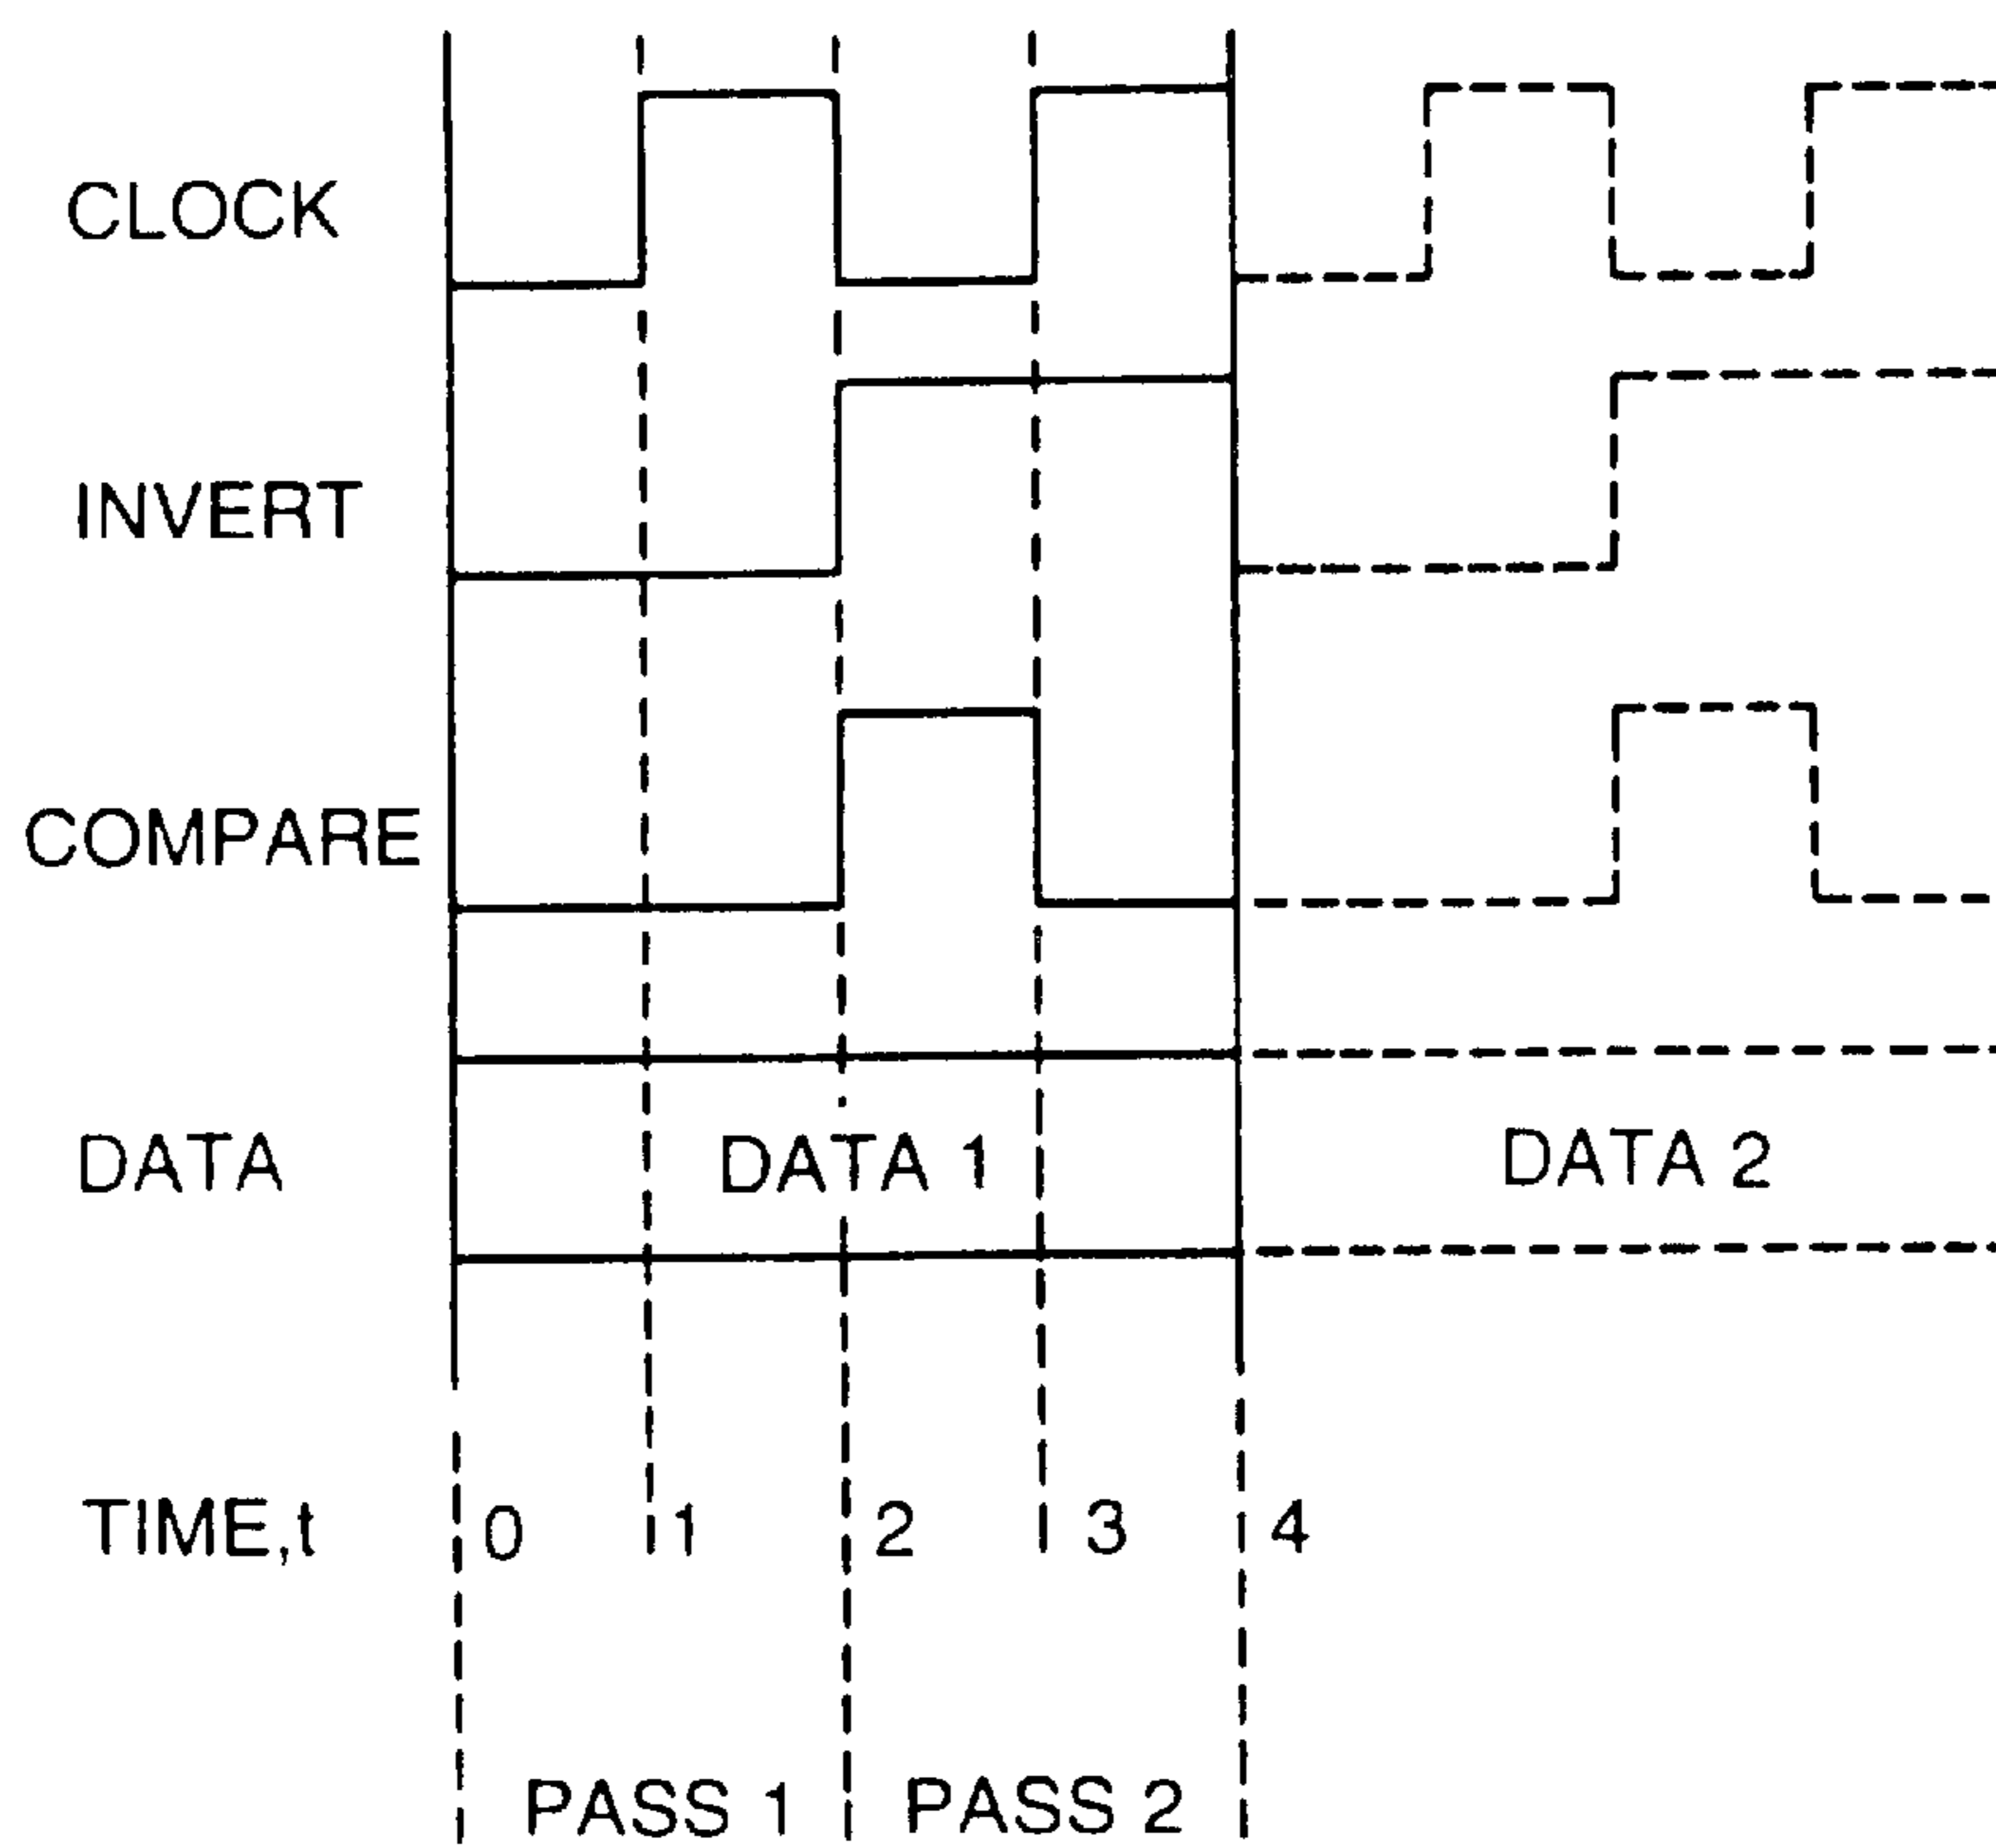 CLOCK
INVERT
COMPARE
DATA DATA 1 DATA 2
TIME,t 0 1 2 3 4
PASS 1 PASS 2